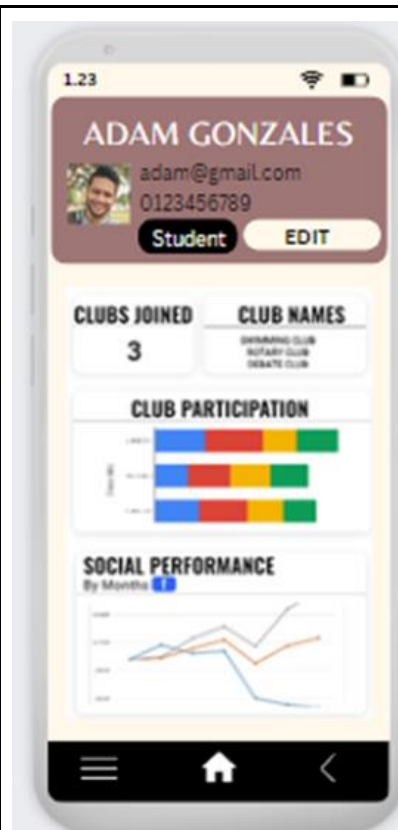 1.23
ADAM GONZALES
adam@gmail.com
0123456789
Student
EDIT
CLUBS JOINED
3
CLUB NAMES
SWIMMING CLUB
ROTARY CLUB
DEBATE CLUB
CLUB PARTICIPATION
SOCIAL PERFORMANCE
By Months f